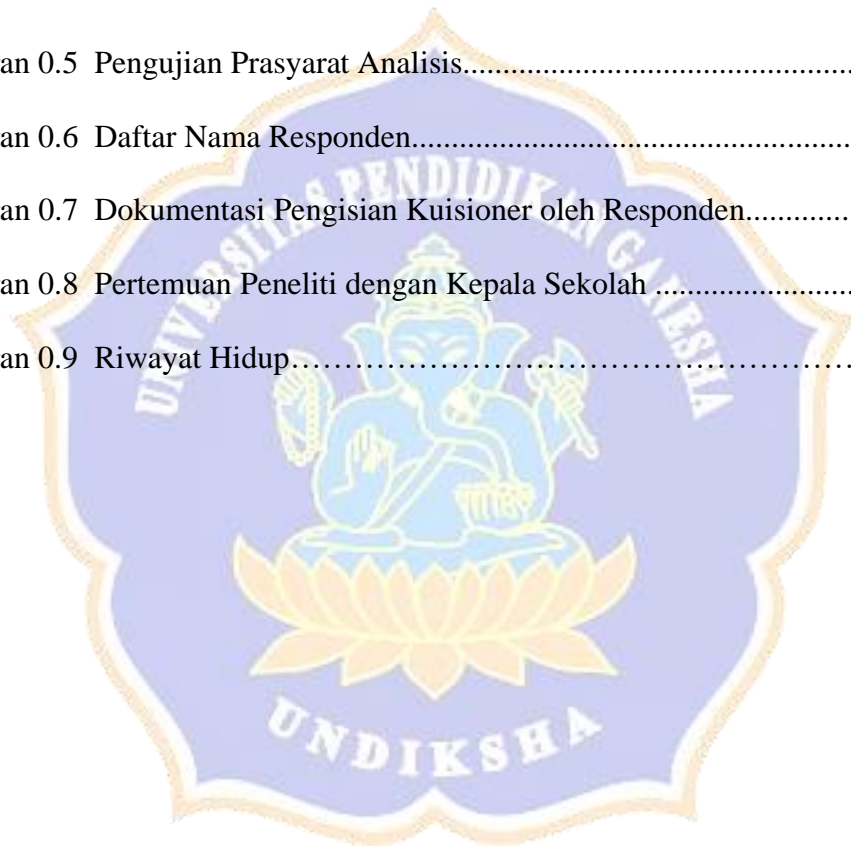 an 0.5 Pengujian Prasyarat Analisis...............................................
an 0.6 Daftar Nama Responden.......................................................
an 0.7 Dokumentasi Pengisian Kuisioner oleh Responden.............
an 0.8 Pertemuan Peneliti dengan Kepala Sekolah .........................
an 0.9 Riwayat Hidup………………………………………………
UNIVERSITAS PENDIDIKAN GANESHA
UNDIKSHA